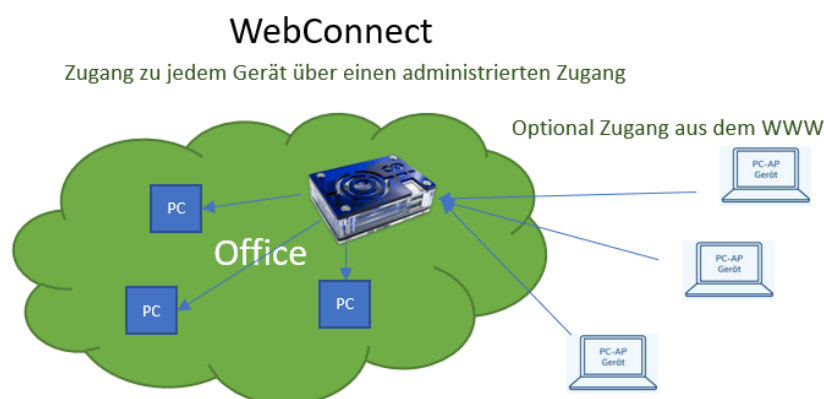 WebConnect
Zugang zu jedem Gerät über einen administrierten Zugang
Optional Zugang aus dem WWW
PC-AP
Gerät
PC
Office
PC-AP
Gerät
PC
PC
PC-AP
Gerät